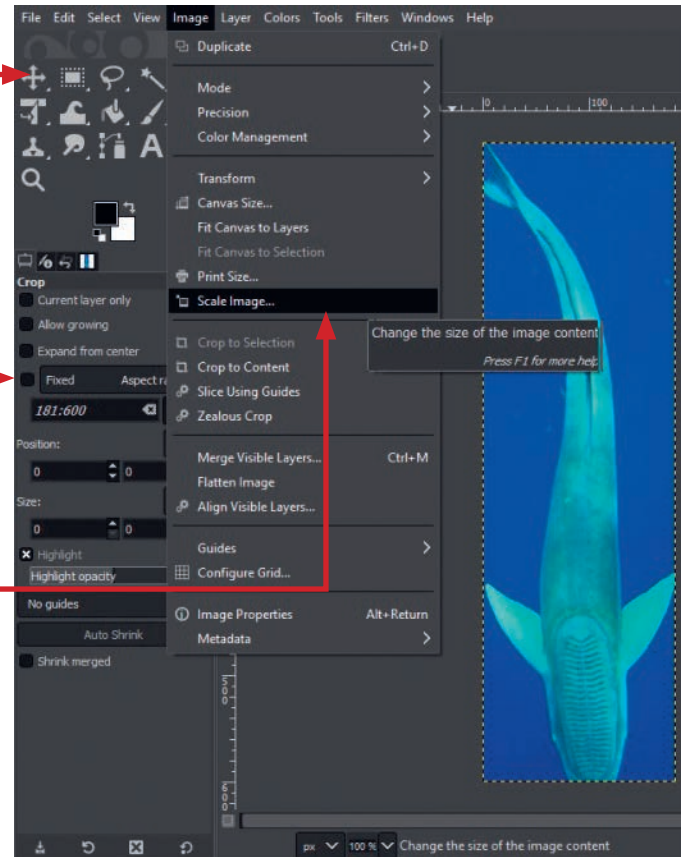 File Edit Select View Image Layer Colors Tools Filters Windows Help
Duplicate Ctrl+D
Mode
Precision
Color Management
Transform
Canvas Size...
Fit Canvas to Layers
Fit Canvas to Selection
Print Size...
Scale Image...
Change the size of the image content
Press F1 for more help
Crop to Selection
Crop to Content
Slice Using Guides
Zealous Crop
Merge Visible Layers... Ctrl+M
Flatten Image
Align Visible Layers...
Guides
Configure Grid...
Image Properties Alt+Return
Metadata
A
Crop
Current layer only
Allow growing
Expand from center
Fixed Aspect ra
181:600
Position:
0 0
Size:
0 0
Highlight
Highlight opacity
No guides
Auto Shrink
Shrink merged
0 100
500
600
px 100 % Change the size of the image content